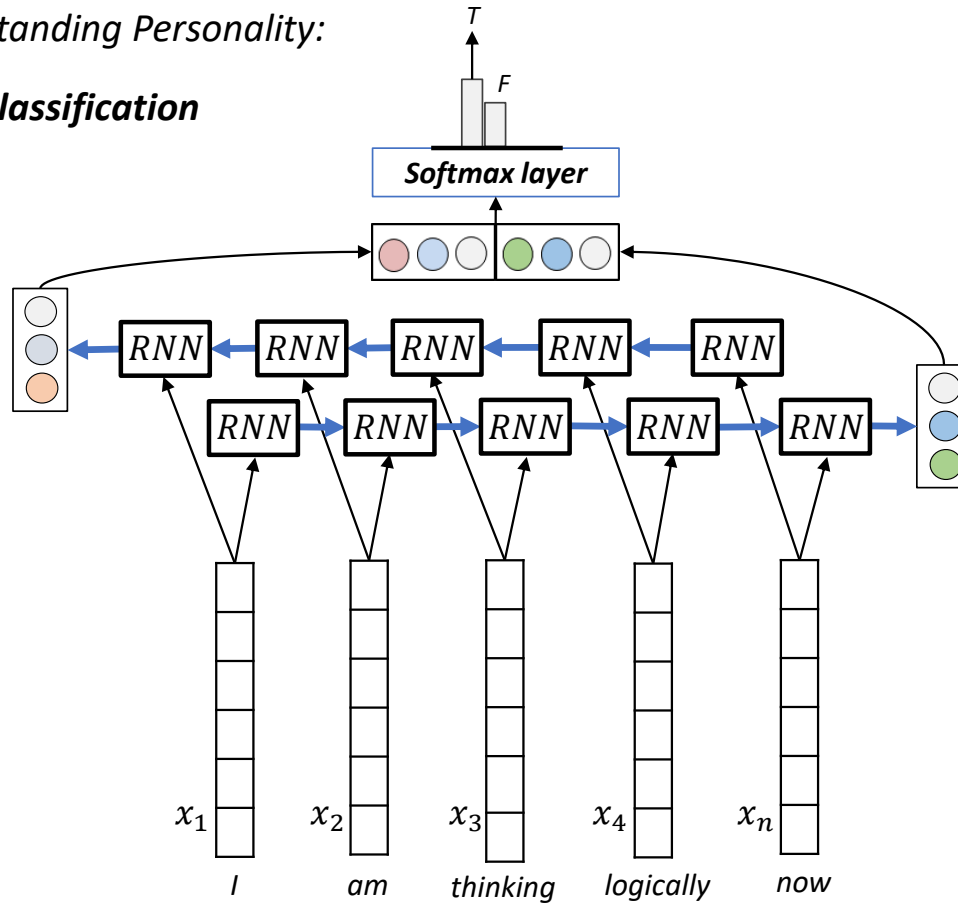 tanding Personality:
lassification
T
F
Softmax layer
RNN RNN RNN RNN RNN
RNN RNN RNN RNN RNN
x₁ x₂ x₃ x₄ xₙ
I am thinking logically now